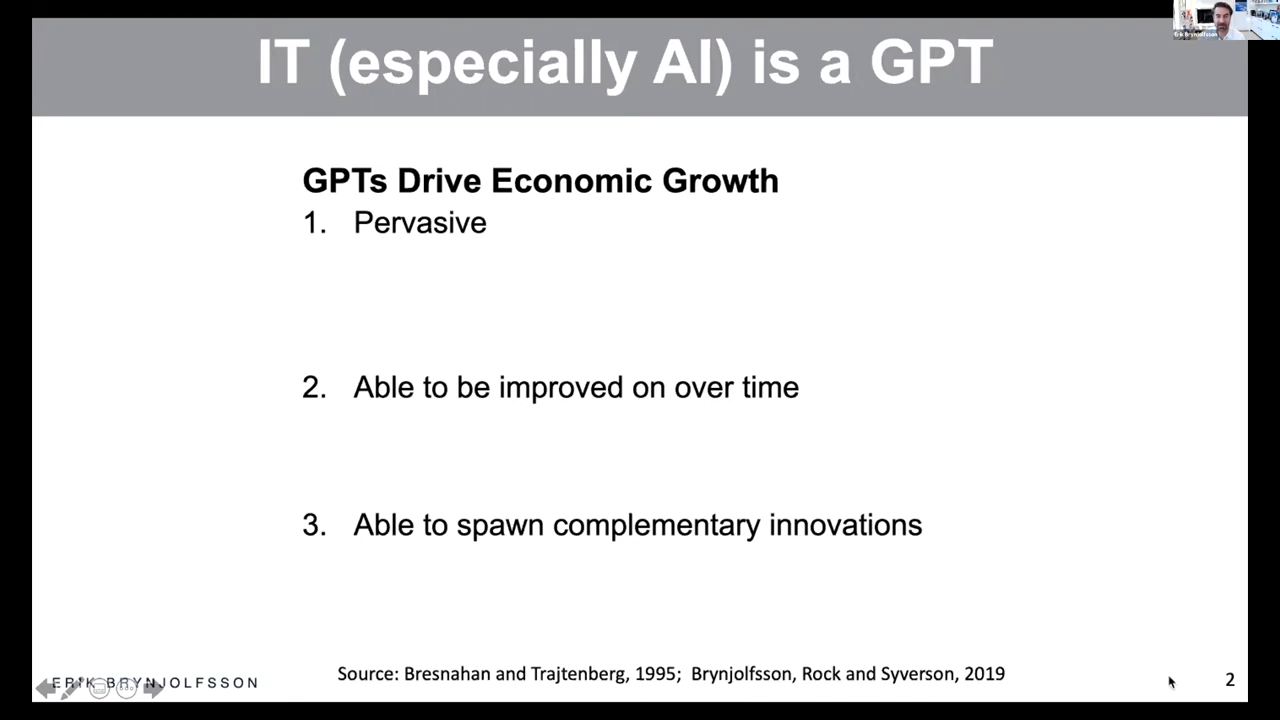 Erik Brynjolfsson
IT (especially AI) is a GPT
GPTs Drive Economic Growth
1. Pervasive
2. Able to be improved on over time
3. Able to spawn complementary innovations
ERIK BRYNJOLFSSON
Source: Bresnahan and Trajtenberg, 1995; Brynjolfsson, Rock and Syverson, 2019
2